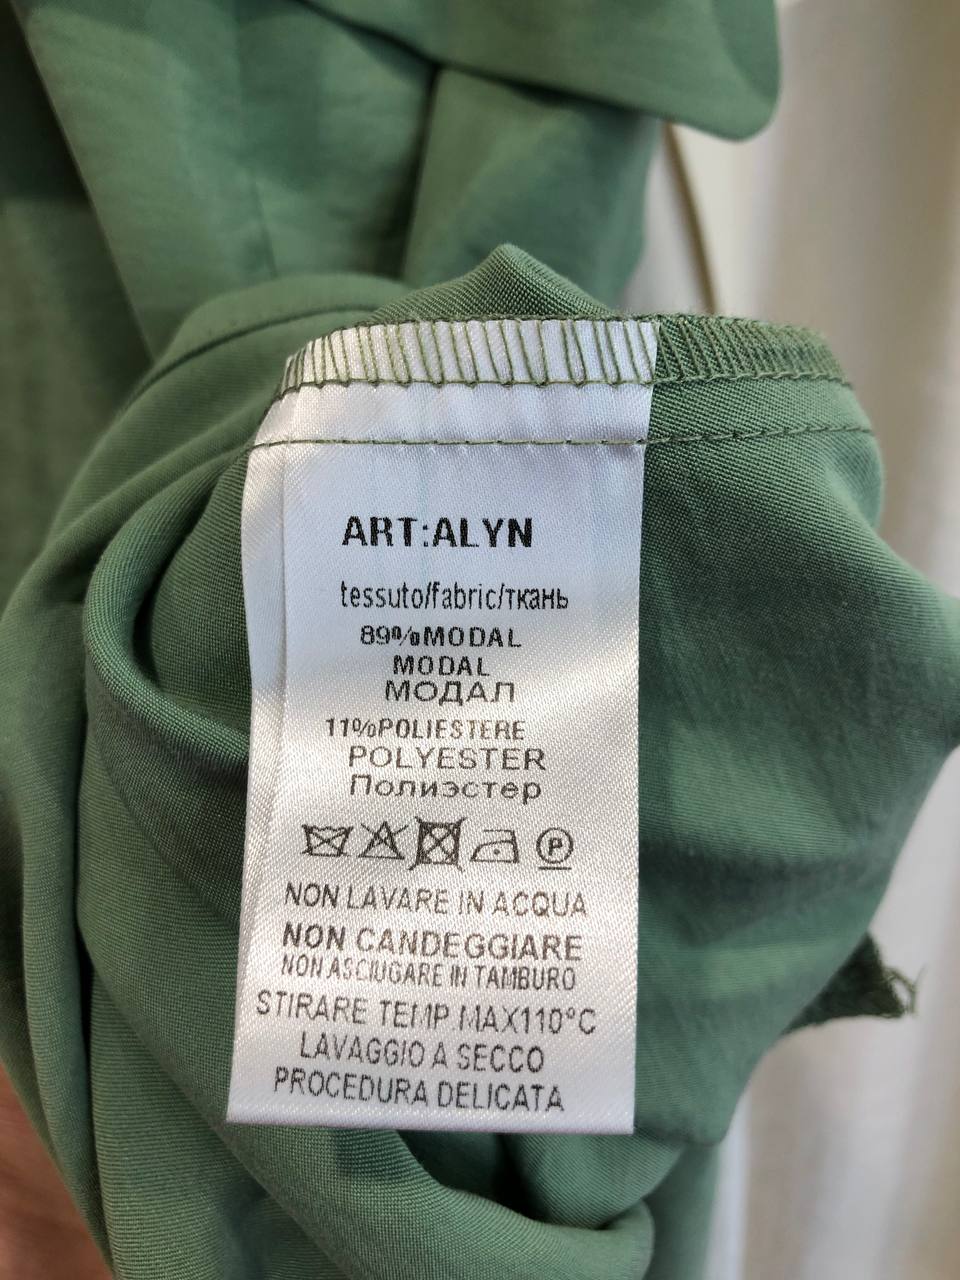 ART:ALYN
tessuto/fabric/ткань
89%MODAL
MODAL
МОДАЛ
11%POLIESTERE
POLYESTER
Полиэстер
P
NON LAVARE IN ACQUA
NON CANDEGGIARE
NON ASCIUGARE IN TAMBURO
STIRARE TEMP.MAX110°C
LAVAGGIO A SECCO
PROCEDURA DELICATA